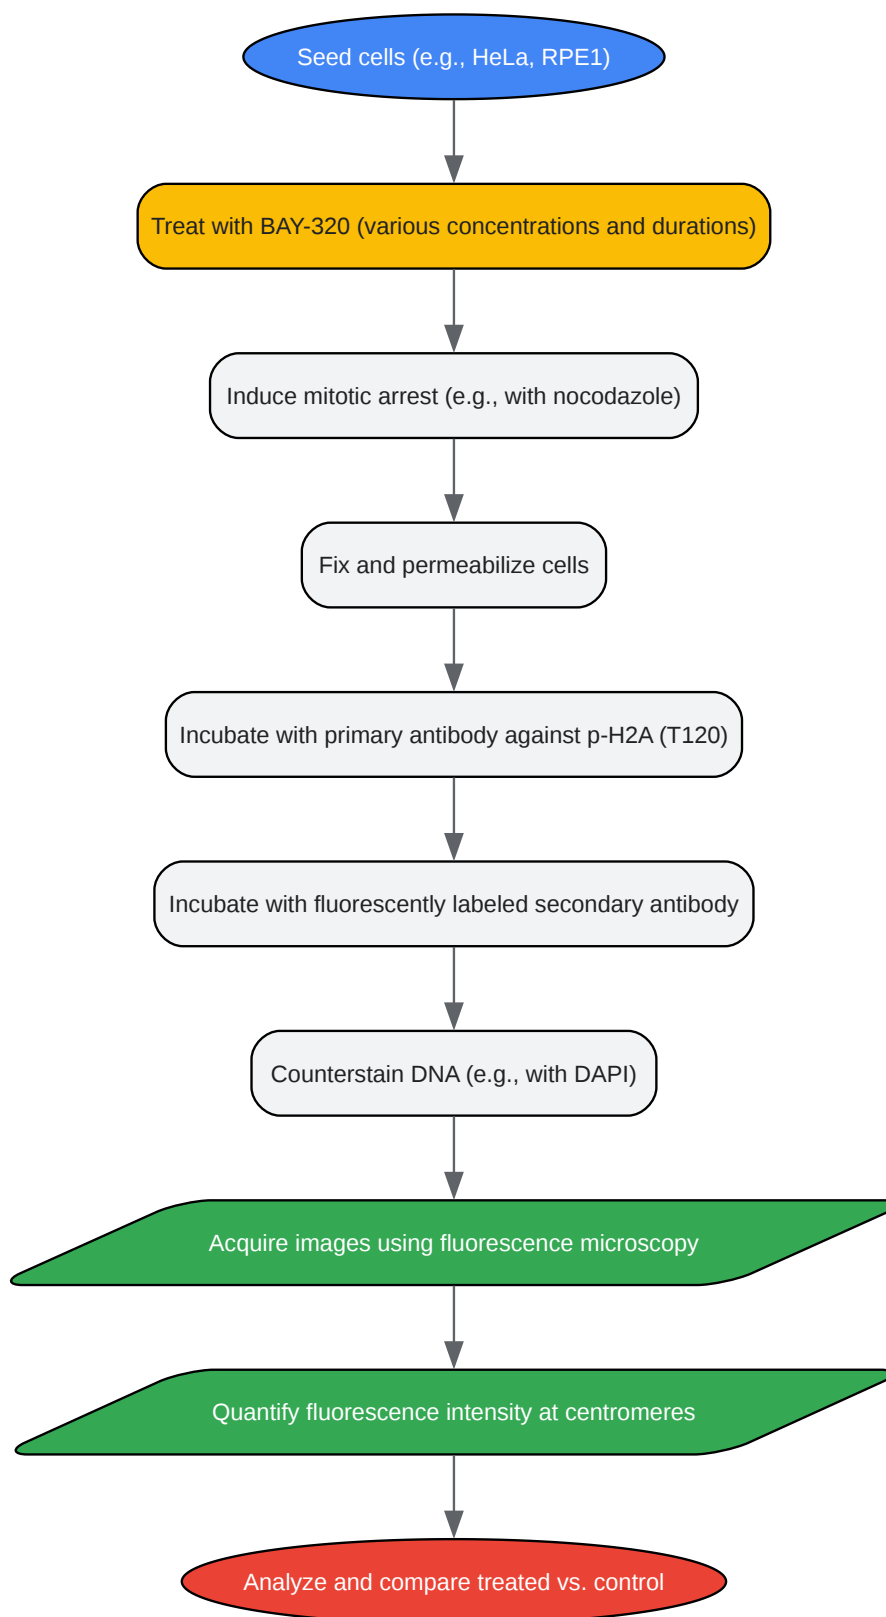 Seed cells (e.g., HeLa, RPE1)
Treat with BAY-320 (various concentrations and durations)
Induce mitotic arrest (e.g., with nocodazole)
Fix and permeabilize cells
Incubate with primary antibody against p-H2A (T120)
Incubate with fluorescently labeled secondary antibody
Counterstain DNA (e.g., with DAPI)
Acquire images using fluorescence microscopy
Quantify fluorescence intensity at centromeres
Analyze and compare treated vs. control